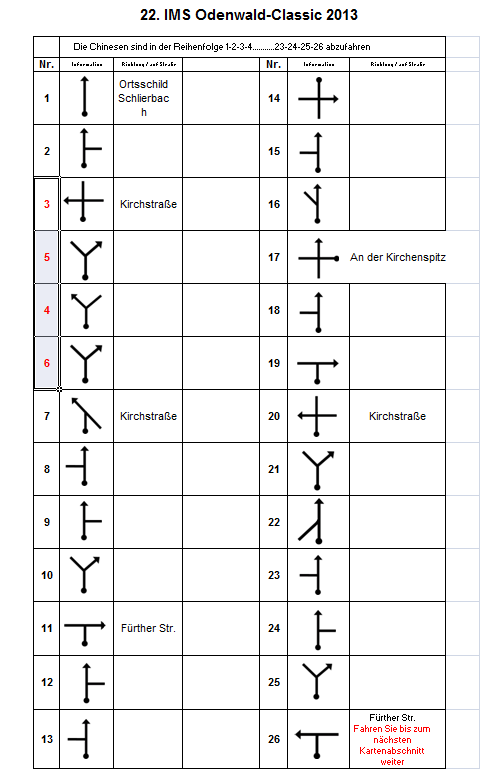 22. IMS Odenwald-Classic 2013
Die Chinesen sind in der Reihenfolge 1-2-3-4..........23-24-25-26 abzufahren
Nr. Information Richtung / auf Straße Nr. Information Richtung / auf Straße
1 Ortsschild
Schlierbac
h
14
2 15
3 Kirchstraße 16
5 17 An der Kirchenspitz
4 18
6 19
7 Kirchstraße 20 Kirchstraße
8 21
9 22
10 23
11 Fürther Str. 24
12 25
13 26 Fürther Str.
Fahren Sie bis zum
nächsten
Kartenabschnitt
weiter